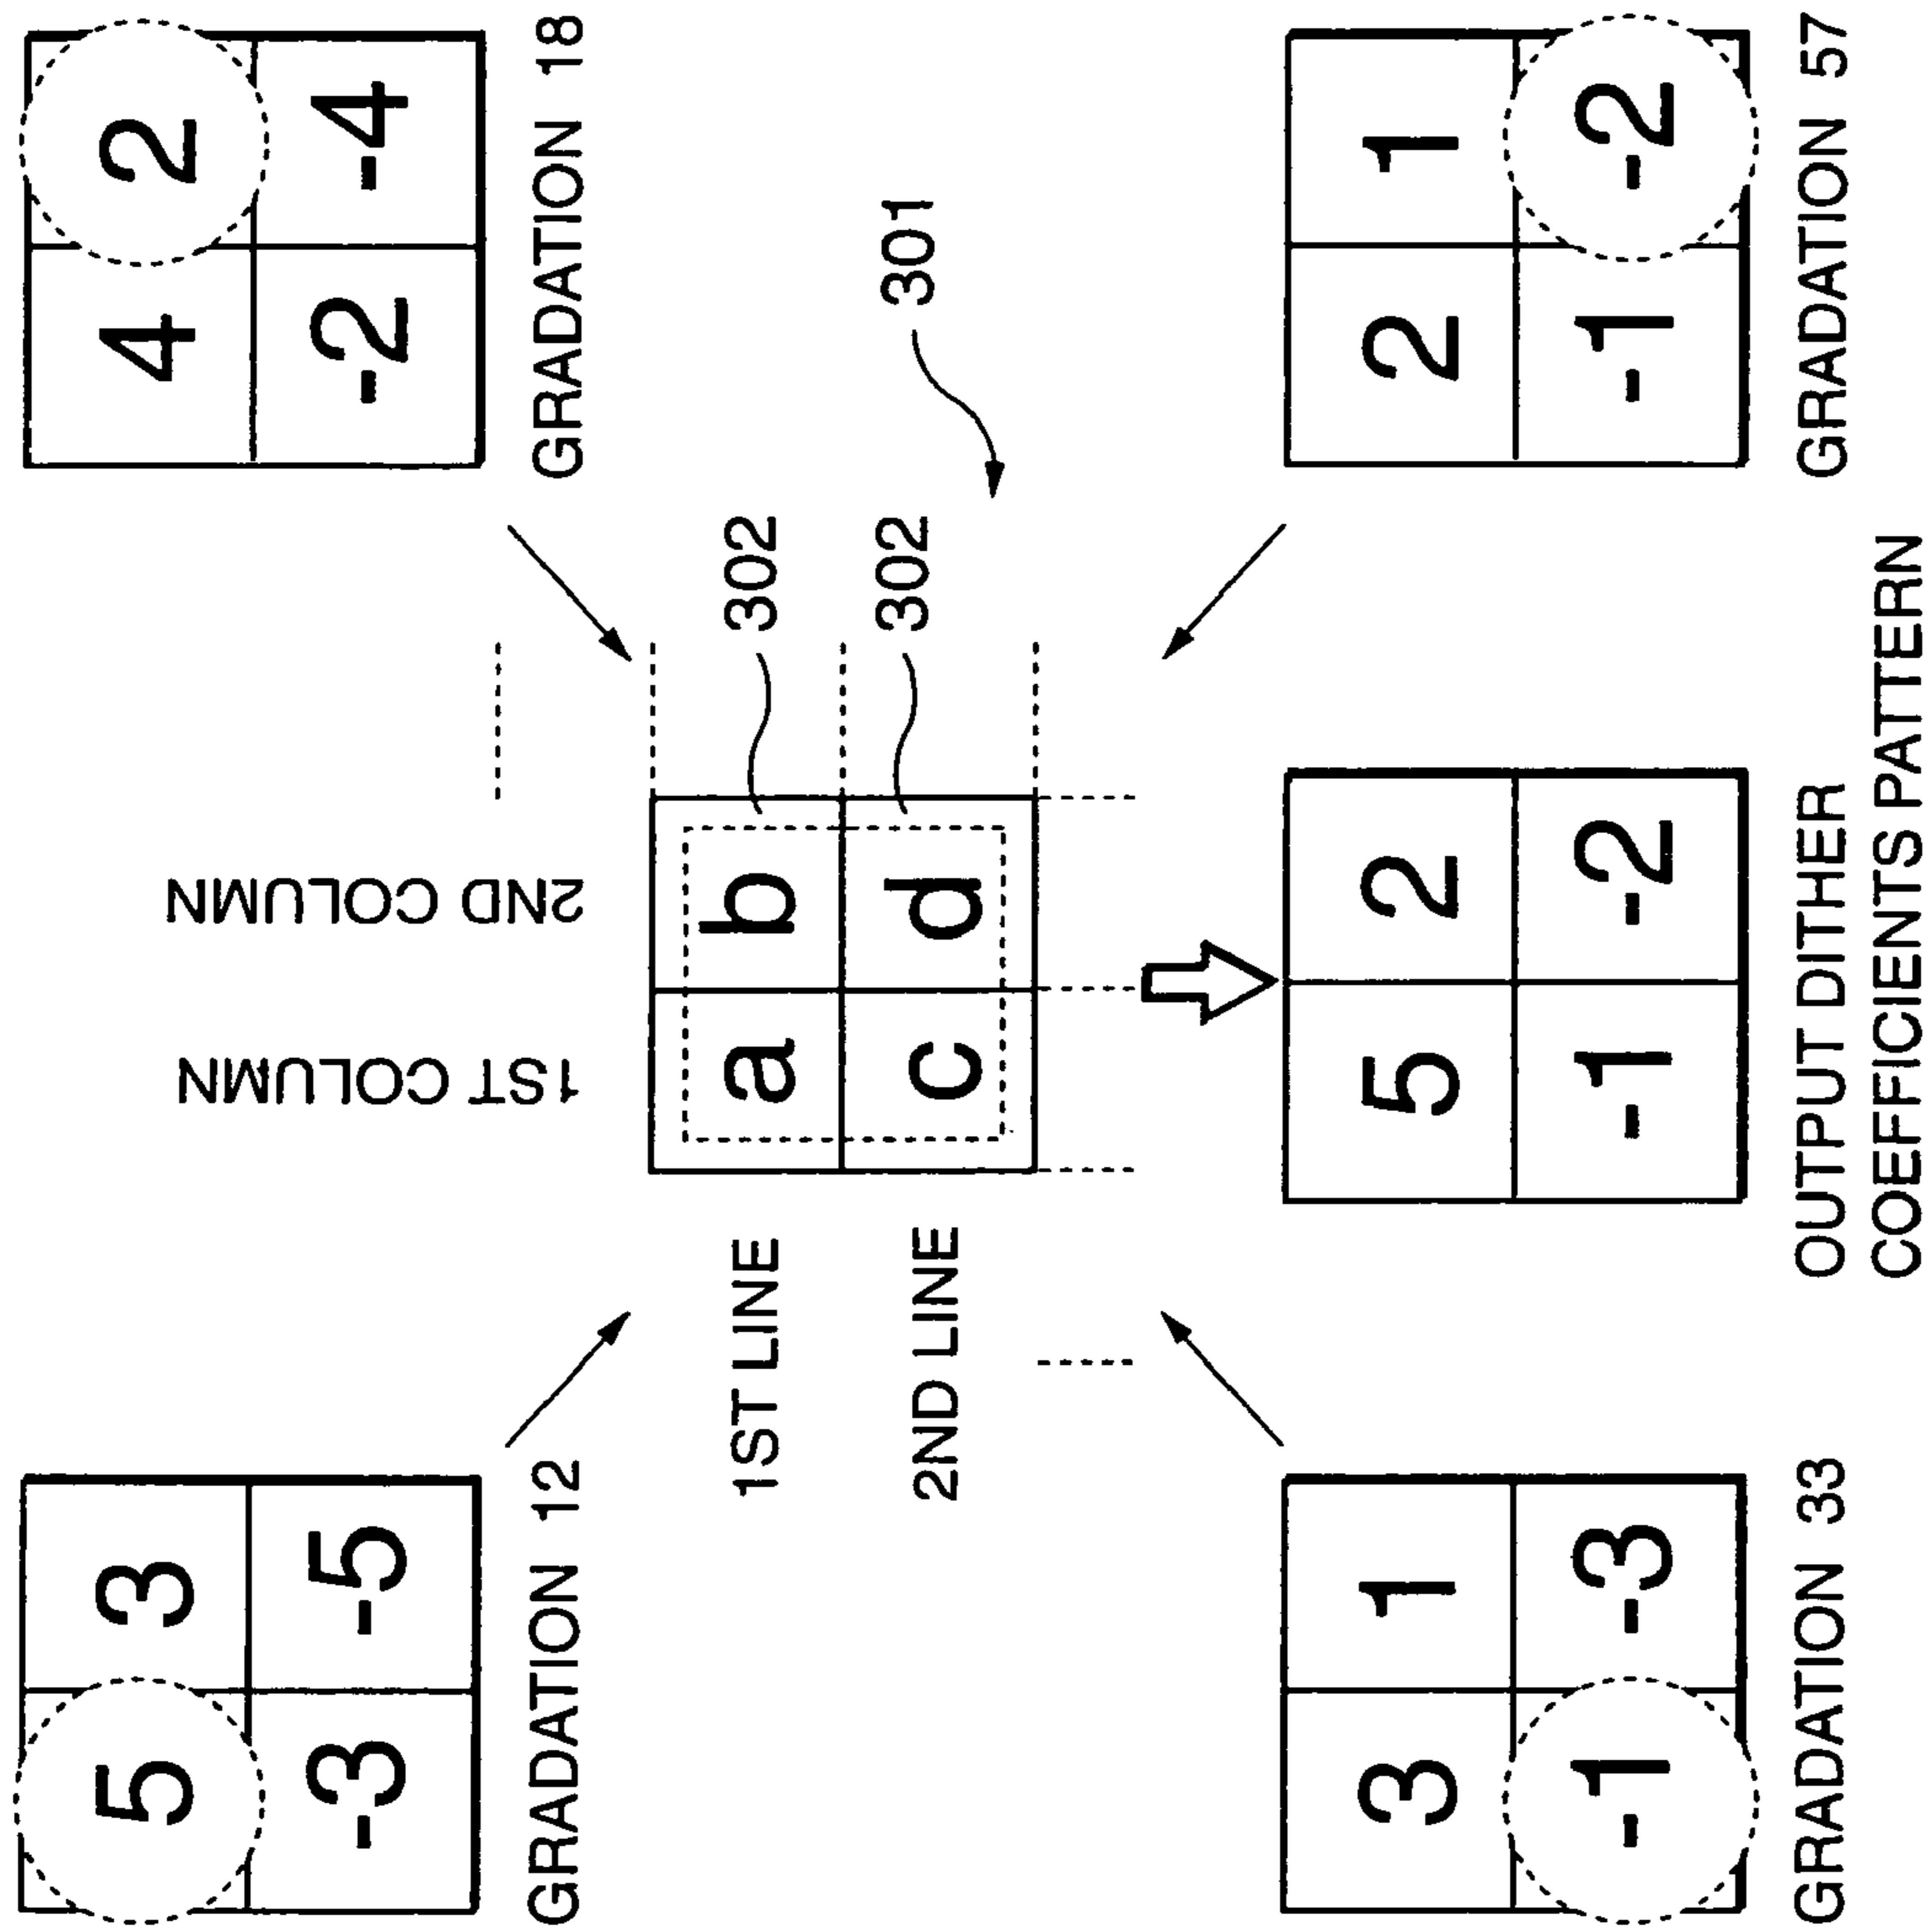 5 3
-3 -5
GRADATION 12
4 2
-2 -4
GRADATION 18
1ST COLUMN
2ND COLUMN
1ST LINE
a b
302
2ND LINE
c d
302
301
3 1
-1 -3
GRADATION 33
5 2
-1 -2
OUTPUT DITHER
COEFFICIENTS PATTERN
2 1
-1 -2
GRADATION 57